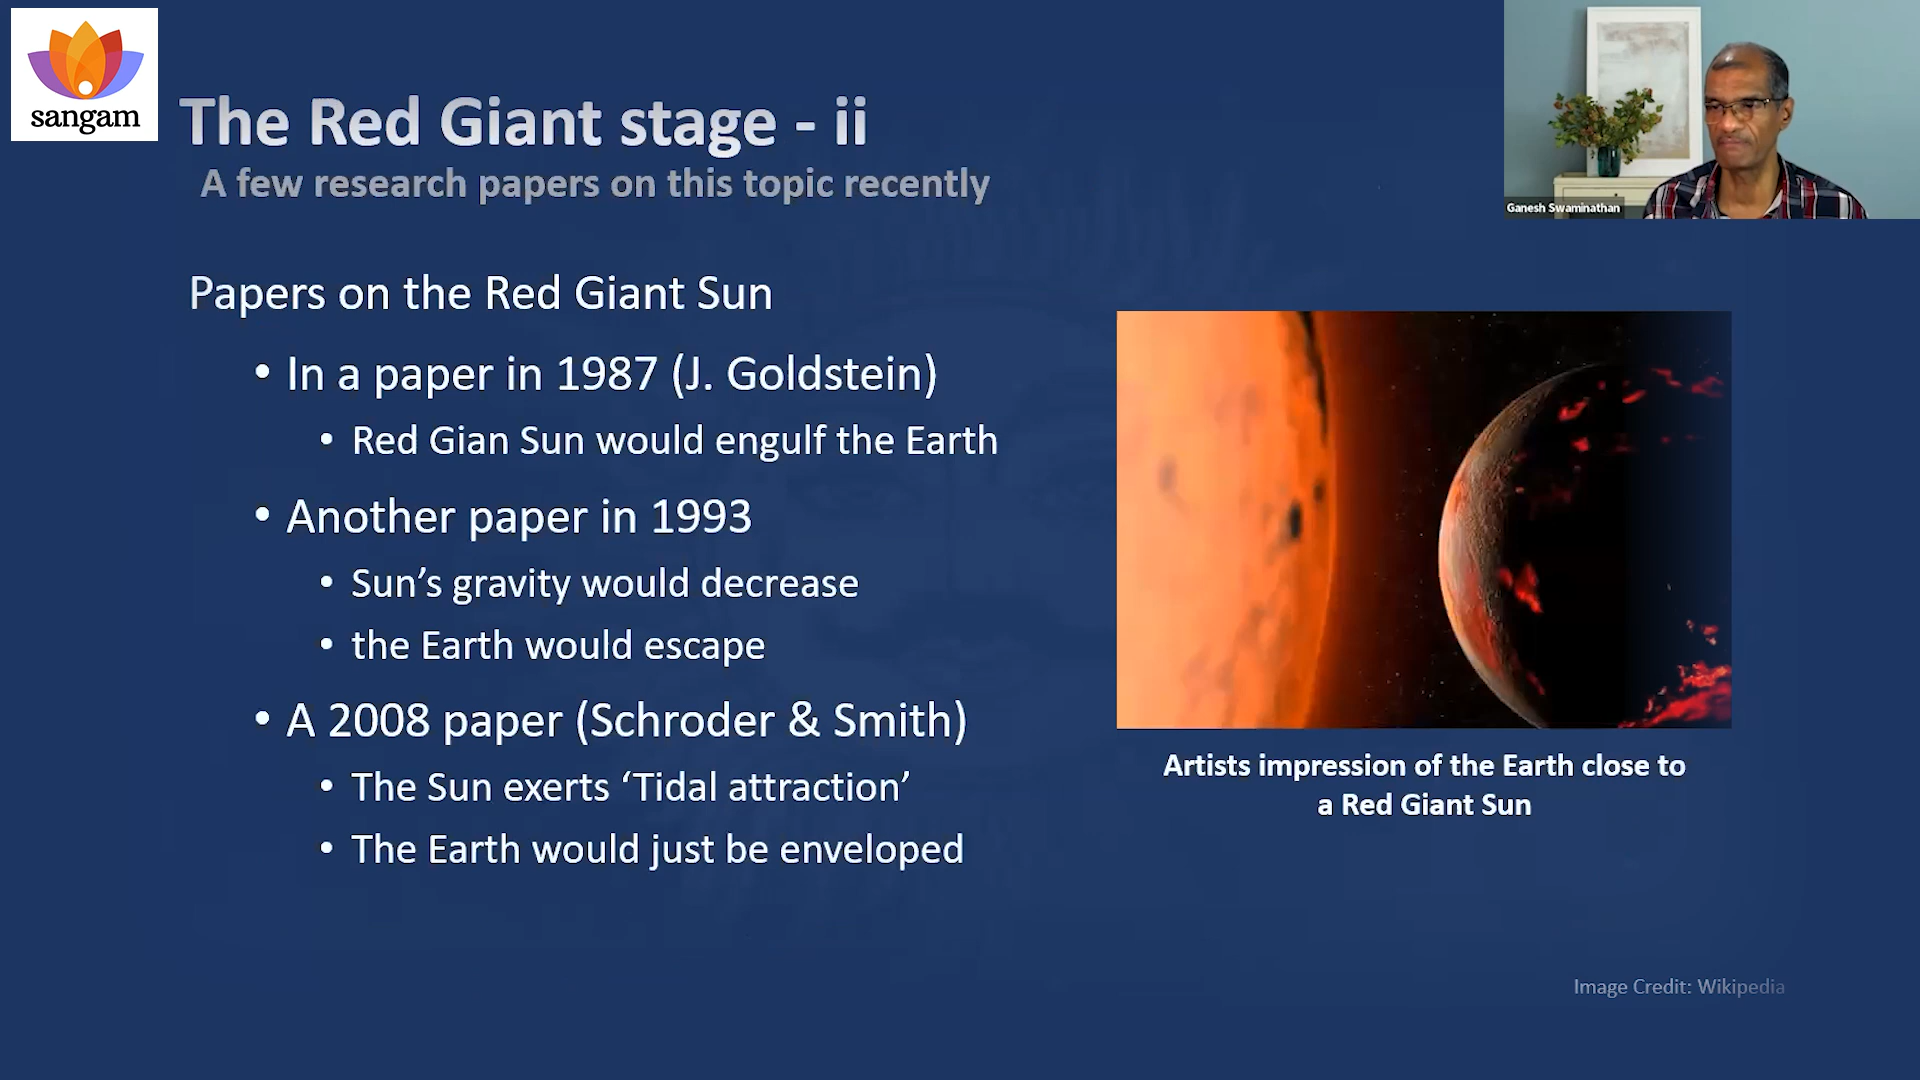 sangam
The Red Giant stage - ii
A few research papers on this topic recently
Ganesh Swaminathan
Papers on the Red Giant Sun
• In a paper in 1987 (J. Goldstein)
• Red Gian Sun would engulf the Earth
• Another paper in 1993
• Sun’s gravity would decrease
• the Earth would escape
• A 2008 paper (Schroder & Smith)
• The Sun exerts ‘Tidal attraction’
• The Earth would just be enveloped
Artists impression of the Earth close to
a Red Giant Sun
Image Credit: Wikipedia